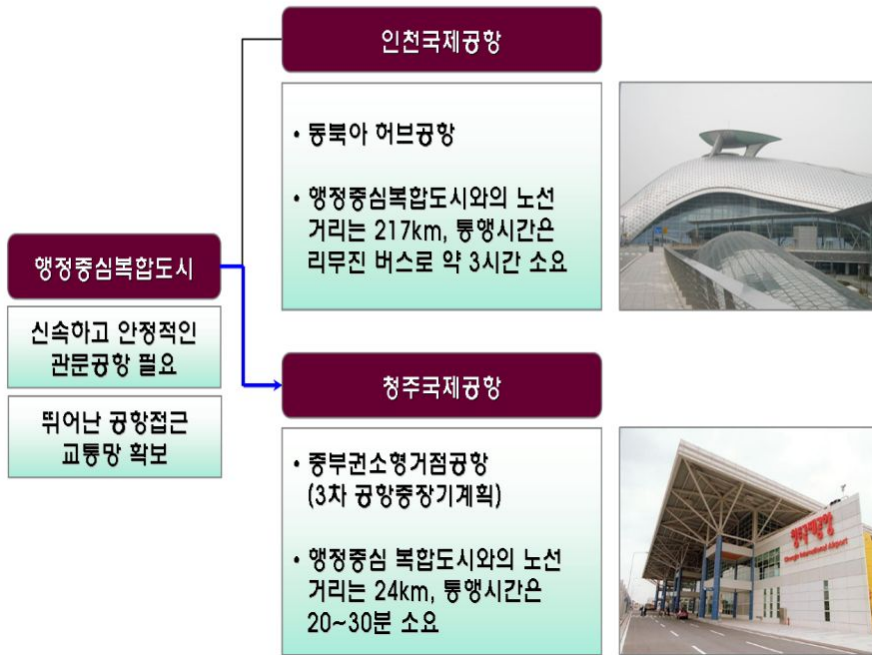 인천국제공항
• 동북아 허브공항
• 행정중심복합도시와의 노선
거리는 217km, 통행시간은
리무진 버스로 약 3시간 소요
행정중심복합도시
신속하고 안정적인
관문공항 필요
뛰어난 공항접근
교통망 확보
청주국제공항
• 중부권소형거점공항
(3차 공항중장기계획)
• 행정중심 복합도시와의 노선
거리는 24km, 통행시간은
20~30분 소요
청주국제공항
Cheongju International Airport